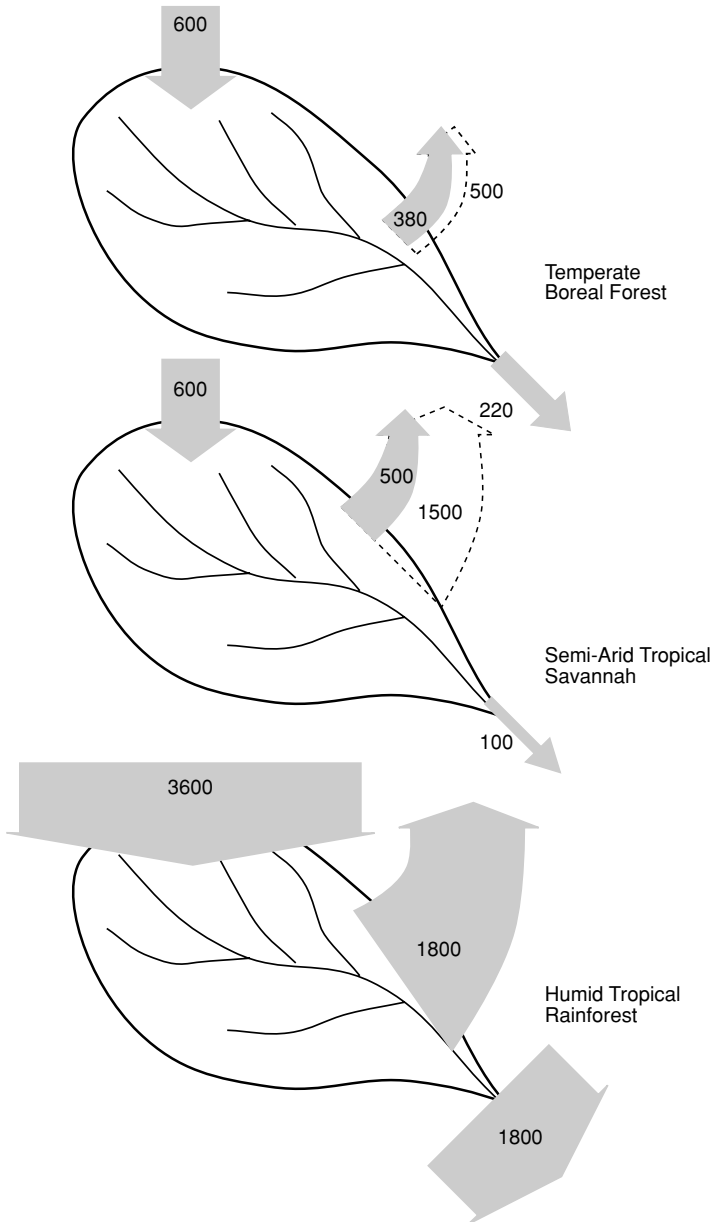 600
500
380
Temperate
Boreal Forest
600
220
500
1500
Semi-Arid Tropical
Savannah
100
3600
1800
Humid Tropical
Rainforest
1800